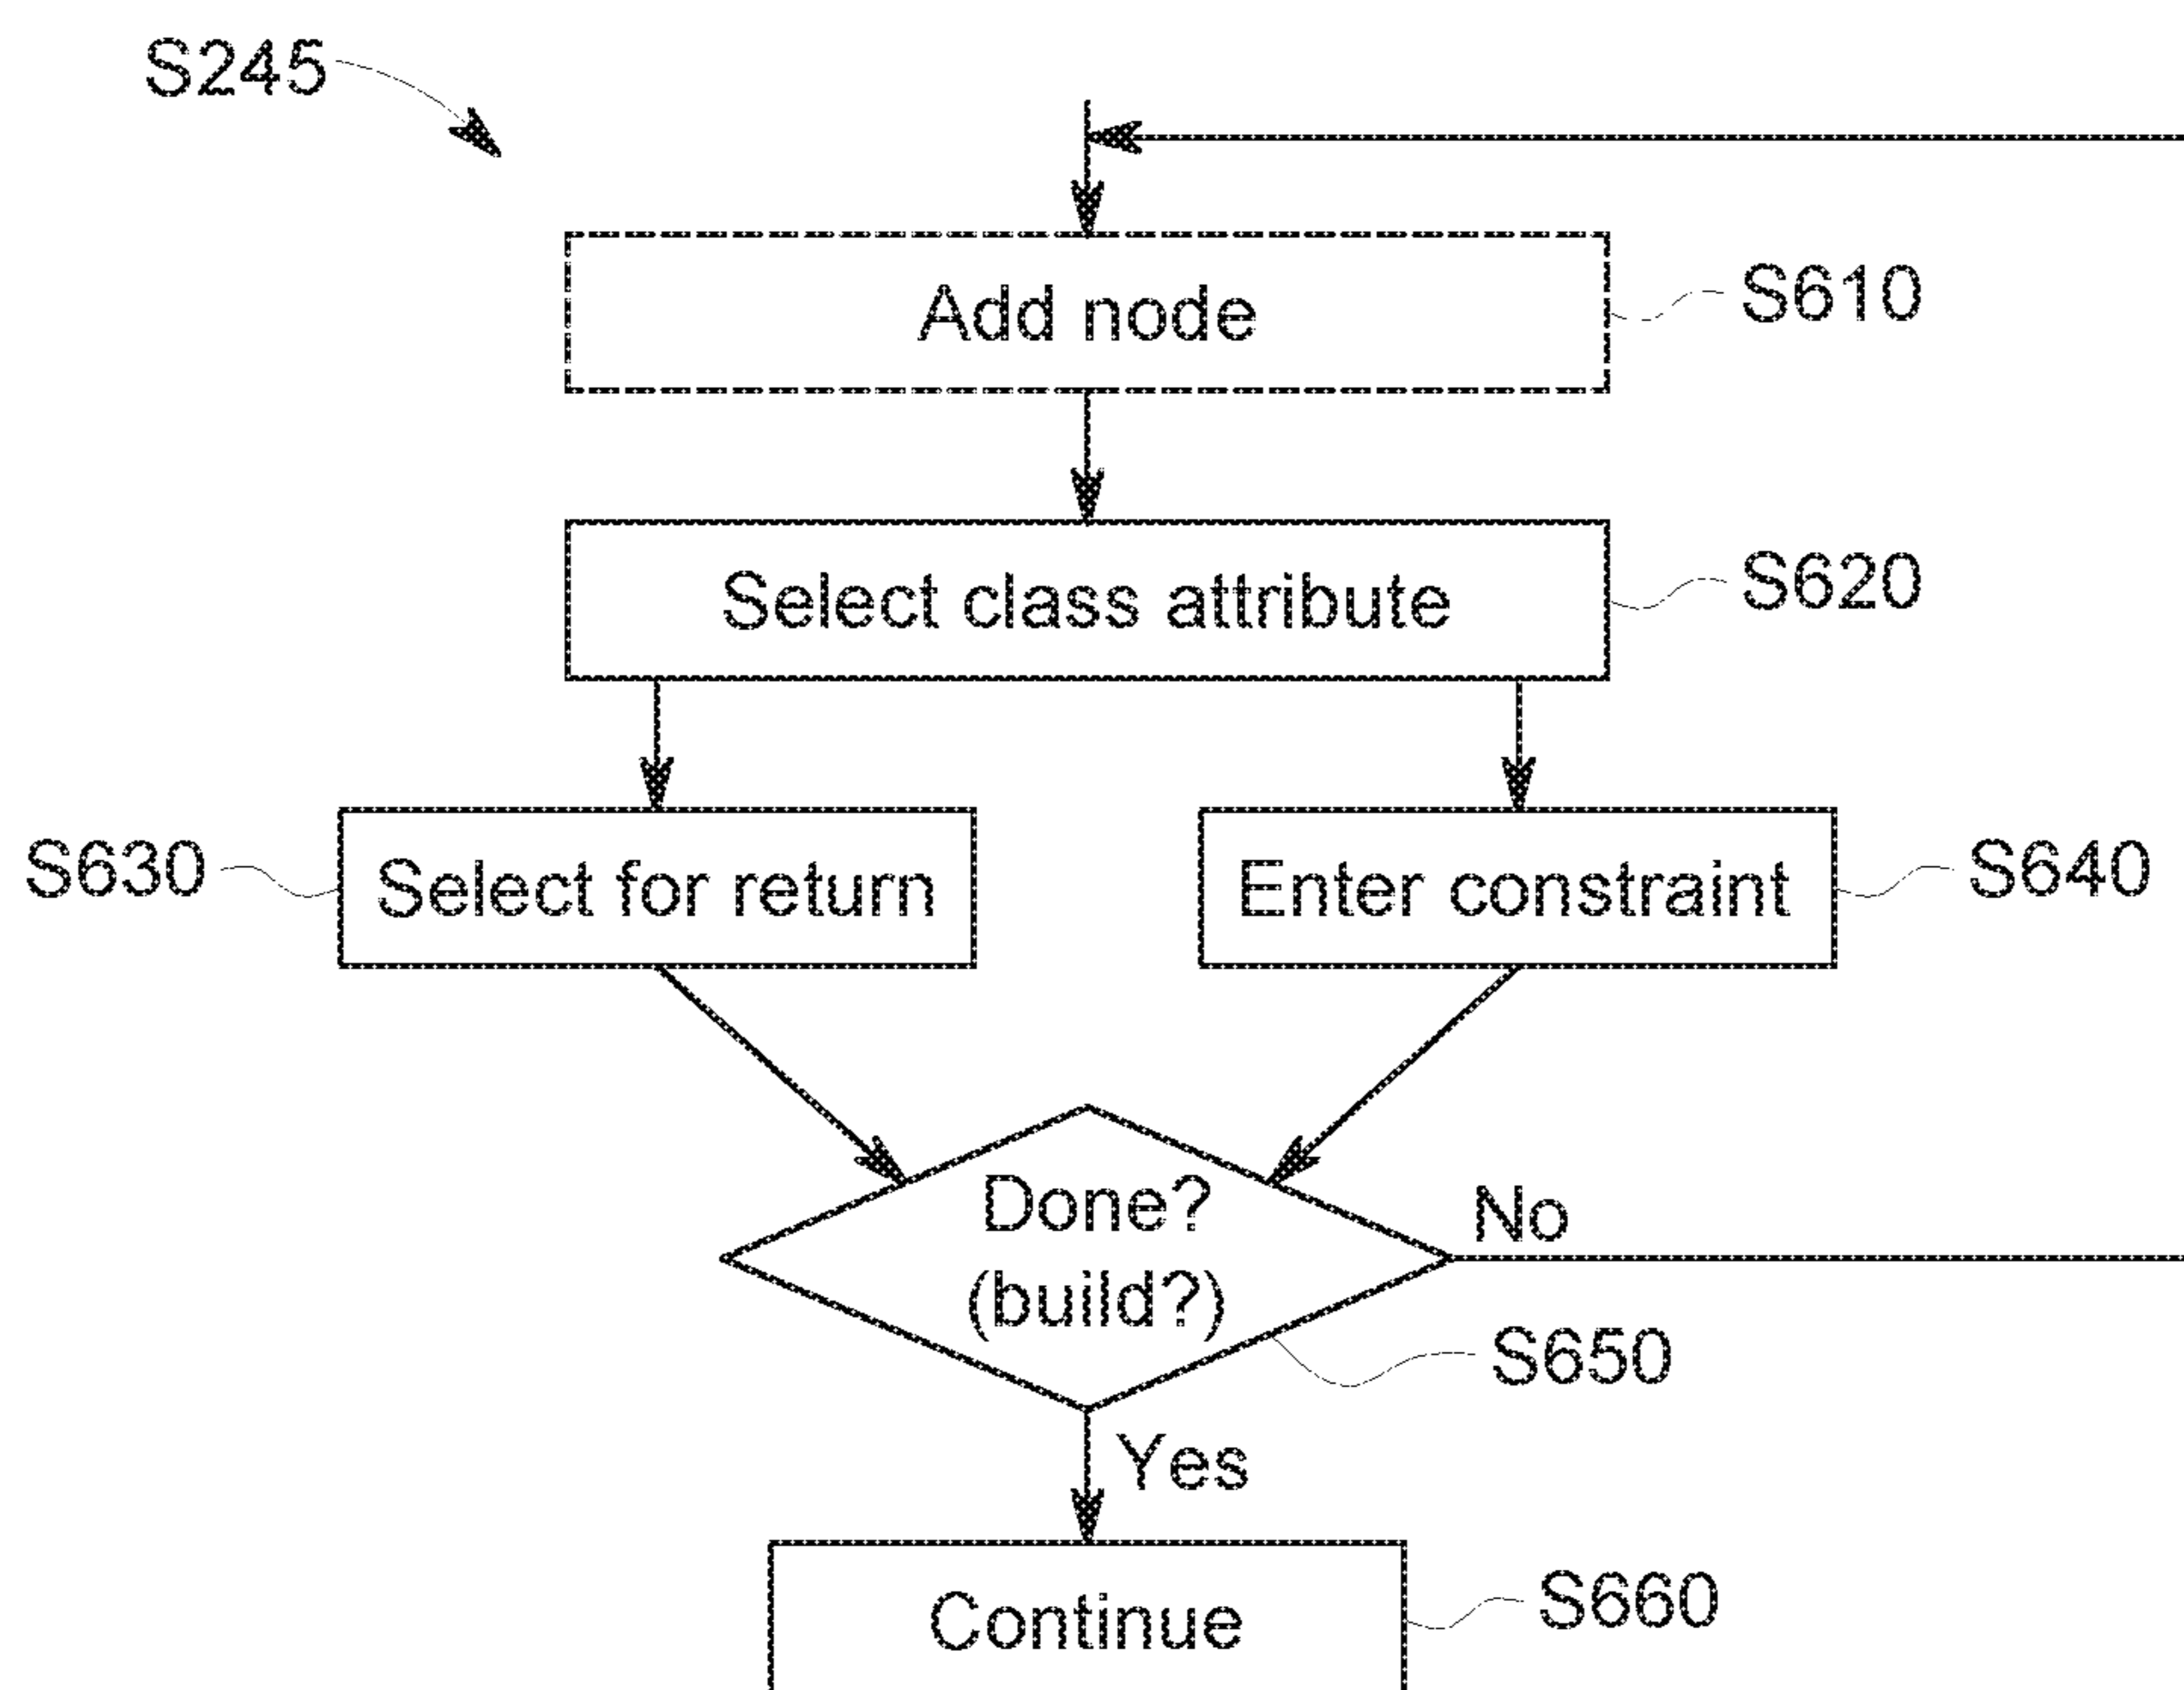 S245
Add node
S610
Select class attribute
S620
S630
Select for return
Enter constraint
S640
Done?
(build?)
No
S650
Yes
Continue
S660